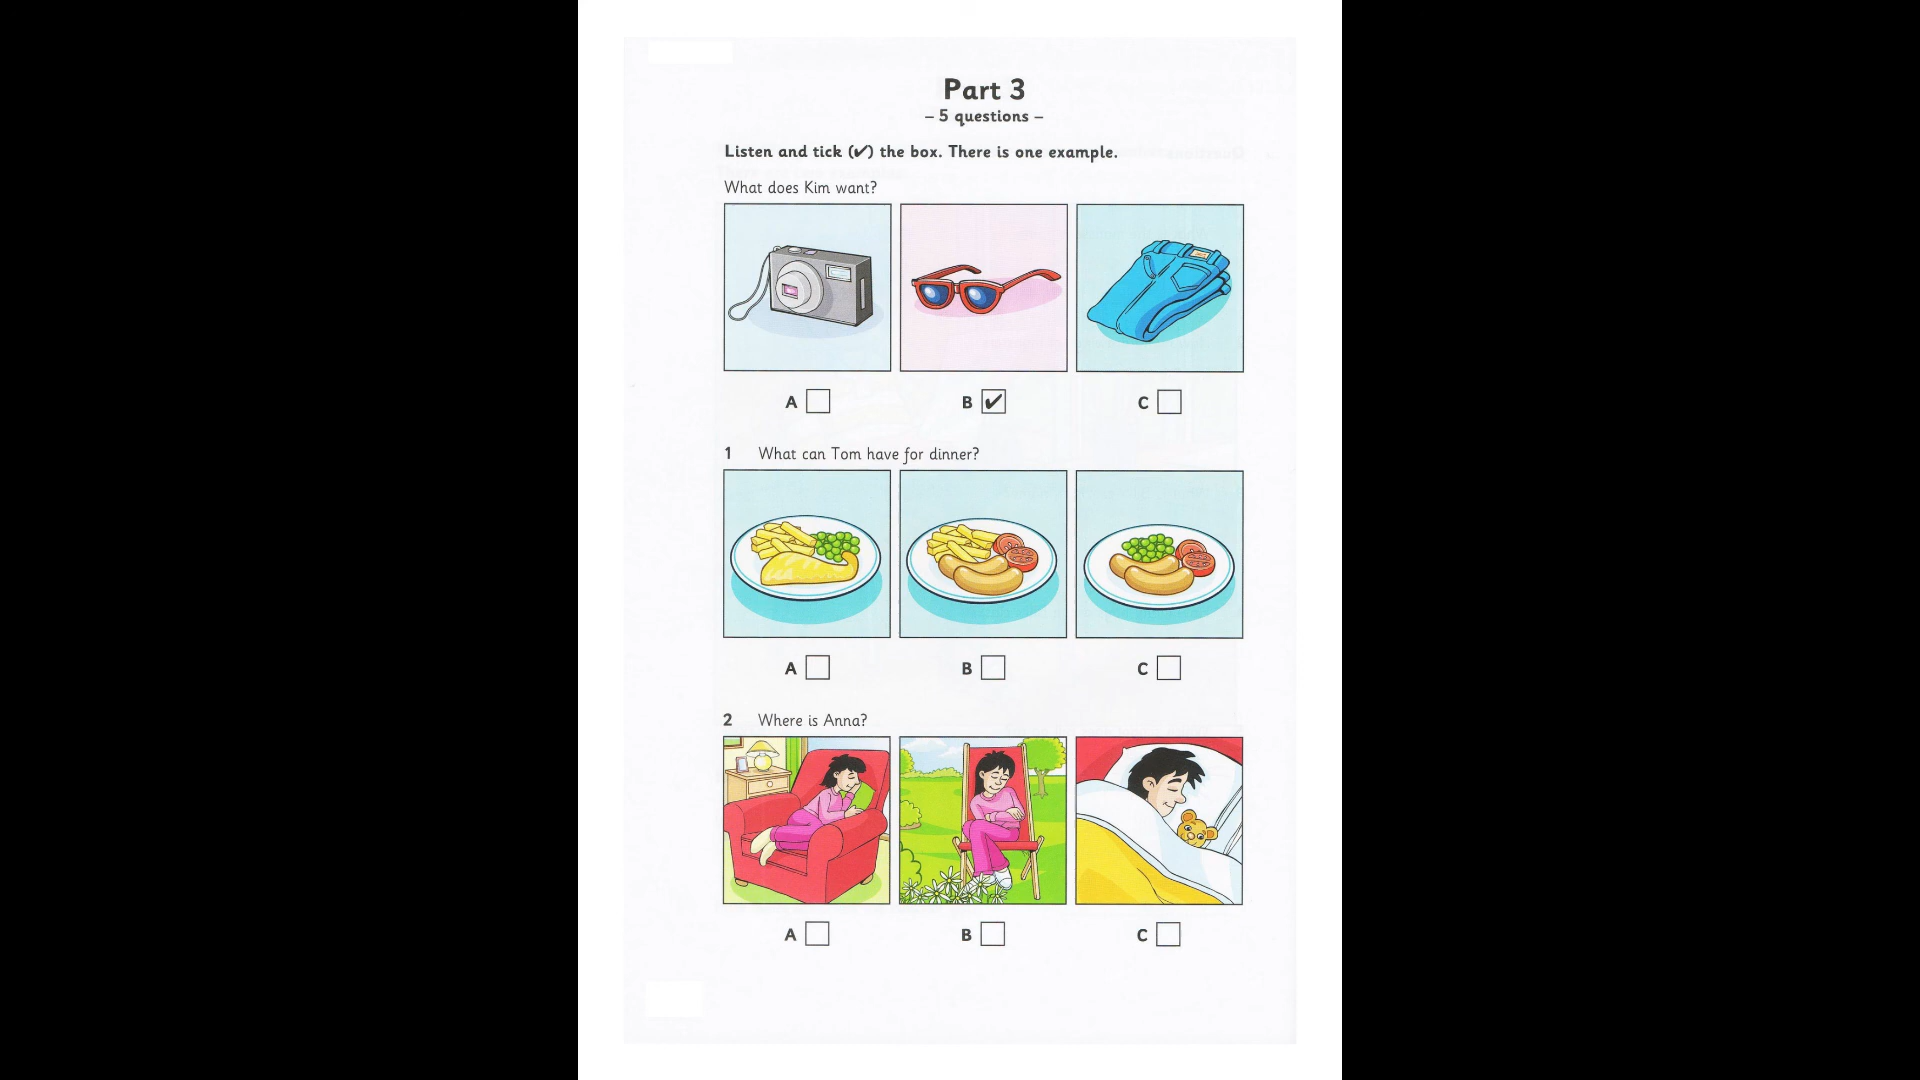 Part 3
– 5 questions –
Listen and tick (✔) the box. There is one example.
What does Kim want?
A
B ✔
C
1 What can Tom have for dinner?
A
B
C
2 Where is Anna?
A
B
C